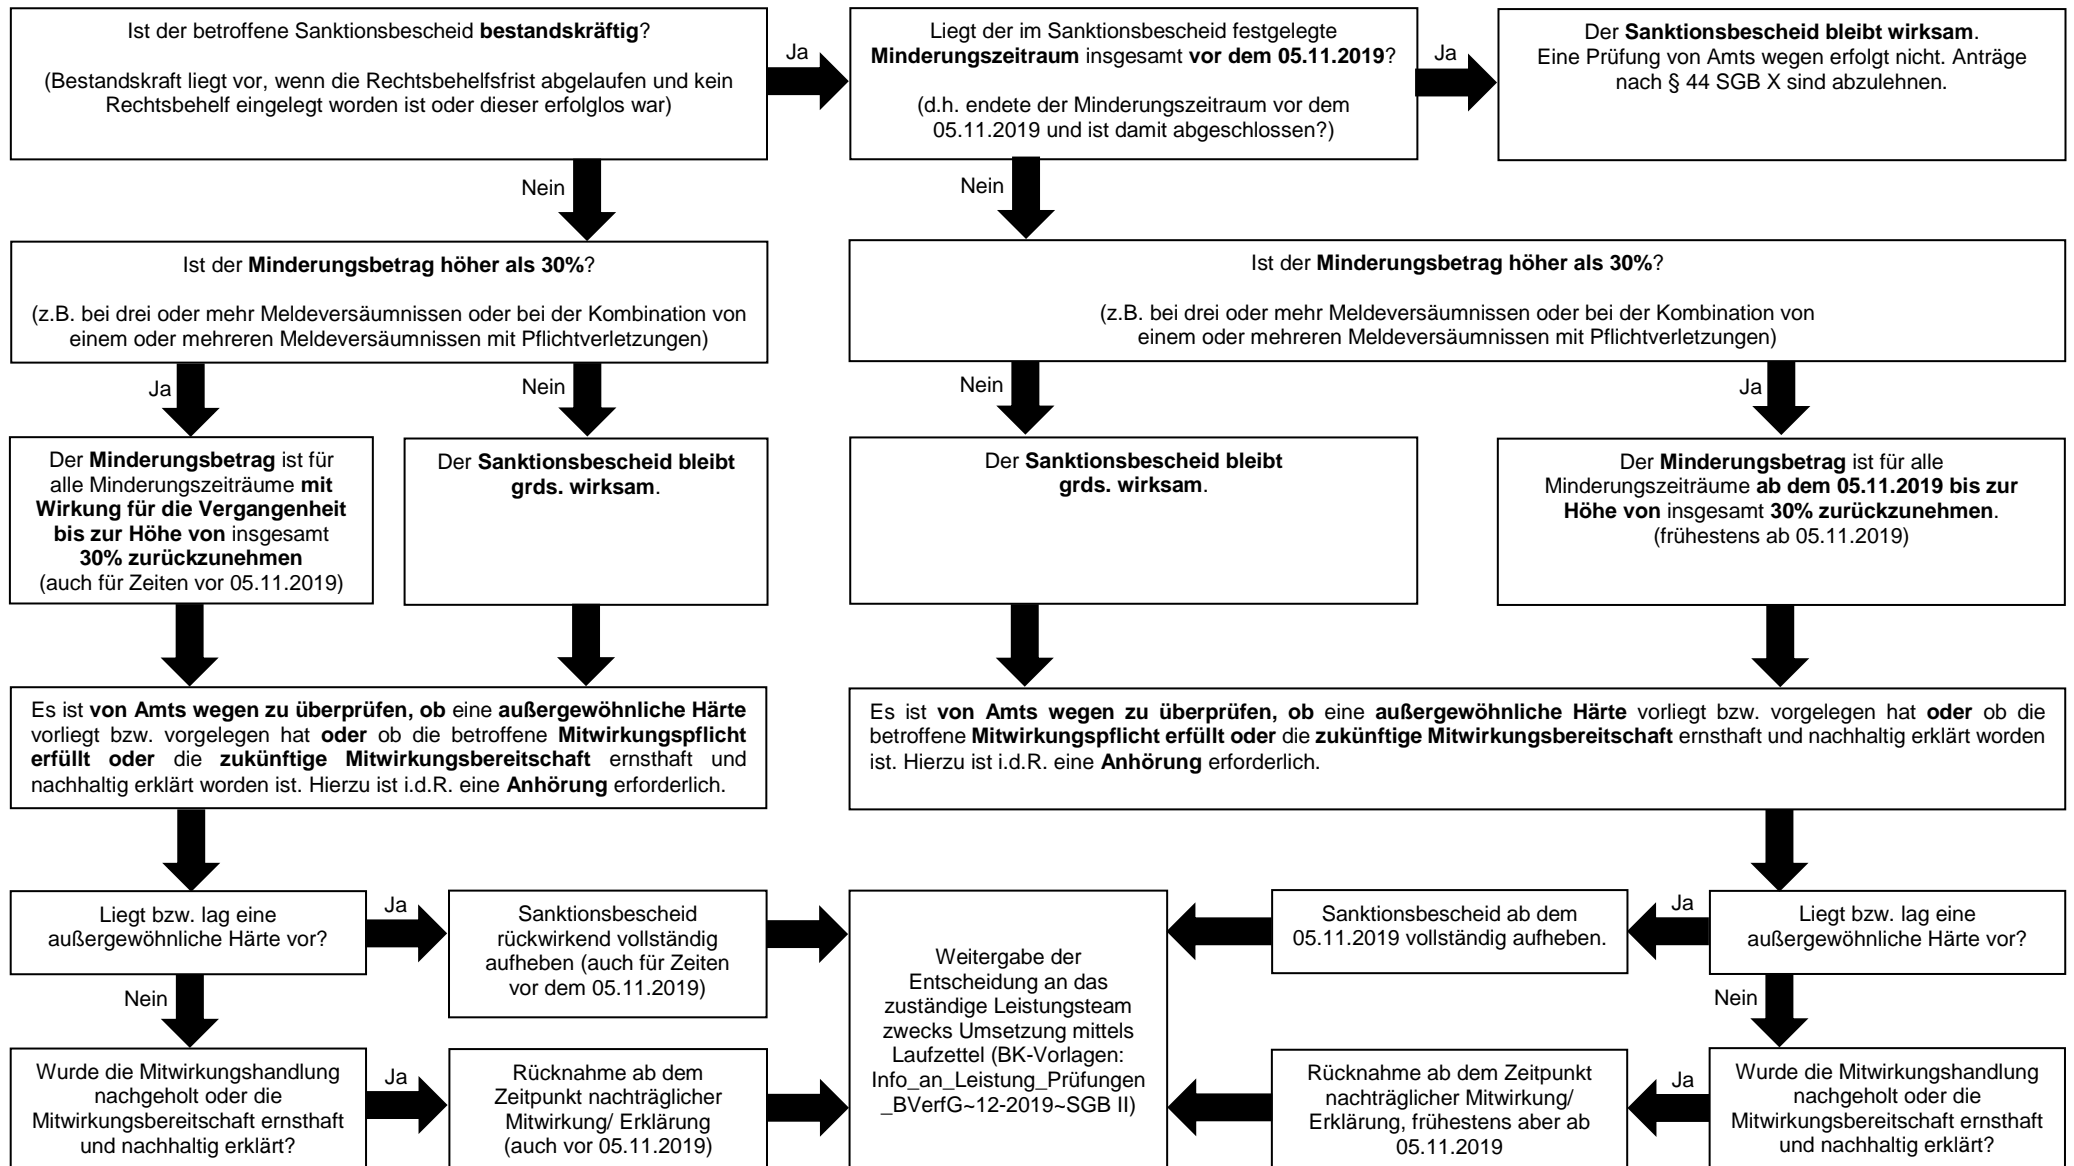 Ist der betroffene Sanktionsbescheid bestandskräftig?
(Bestandskraft liegt vor, wenn die Rechtsbehelfsfrist abgelaufen und kein
Rechtsbehelf eingelegt worden ist oder dieser erfolglos war)
Ja
Liegt der im Sanktionsbescheid festgelegte
Minderungszeitraum insgesamt vor dem 05.11.2019?
(d.h. endete der Minderungszeitraum vor dem
05.11.2019 und ist damit abgeschlossen?)
Ja
Der Sanktionsbescheid bleibt wirksam.
Eine Prüfung von Amts wegen erfolgt nicht. Anträge
nach § 44 SGB X sind abzulehnen.
Nein
Nein
Ist der Minderungsbetrag höher als 30%?
(z.B. bei drei oder mehr Meldeversäumnissen oder bei der Kombination von
einem oder mehreren Meldeversäumnissen mit Pflichtverletzungen)
Ist der Minderungsbetrag höher als 30%?
(z.B. bei drei oder mehr Meldeversäumnissen oder bei der Kombination von
einem oder mehreren Meldeversäumnissen mit Pflichtverletzungen)
Ja
Nein
Nein
Ja
Der Minderungsbetrag ist für
alle Minderungszeiträume mit
Wirkung für die Vergangenheit
bis zur Höhe von insgesamt
30% zurückzunehmen
(auch für Zeiten vor 05.11.2019)
Der Sanktionsbescheid bleibt
grds. wirksam.
Der Sanktionsbescheid bleibt
grds. wirksam.
Der Minderungsbetrag ist für alle
Minderungszeiträume ab dem 05.11.2019 bis zur
Höhe von insgesamt 30% zurückzunehmen.
(frühestens ab 05.11.2019)
Es ist von Amts wegen zu überprüfen, ob eine außergewöhnliche Härte
vorliegt bzw. vorgelegen hat oder ob die betroffene Mitwirkungspflicht
erfüllt oder die zukünftige Mitwirkungsbereitschaft ernsthaft und
nachhaltig erklärt worden ist. Hierzu ist i.d.R. eine Anhörung erforderlich.
Es ist von Amts wegen zu überprüfen, ob eine außergewöhnliche Härte vorliegt bzw. vorgelegen hat oder ob die
betroffene Mitwirkungspflicht erfüllt oder die zukünftige Mitwirkungsbereitschaft ernsthaft und nachhaltig erklärt worden
ist. Hierzu ist i.d.R. eine Anhörung erforderlich.
Liegt bzw. lag eine
außergewöhnliche Härte vor?
Ja
Sanktionsbescheid
rückwirkend vollständig
aufheben (auch für Zeiten
vor dem 05.11.2019)
Weitergabe der
Entscheidung an das
zuständige Leistungsteam
zwecks Umsetzung mittels
Laufzettel (BK-Vorlagen:
Info_an_Leistung_Prüfungen
_BVerfG~12-2019~SGB II)
Sanktionsbescheid ab dem
05.11.2019 vollständig aufheben.
Ja
Liegt bzw. lag eine
außergewöhnliche Härte vor?
Nein
Nein
Wurde die Mitwirkungshandlung
nachgeholt oder die
Mitwirkungsbereitschaft ernsthaft
und nachhaltig erklärt?
Ja
Rücknahme ab dem
Zeitpunkt nachträglicher
Mitwirkung/ Erklärung
(auch vor 05.11.2019)
Rücknahme ab dem Zeitpunkt
nachträglicher Mitwirkung/
Erklärung, frühestens aber ab
05.11.2019
Ja
Wurde die Mitwirkungshandlung
nachgeholt oder die
Mitwirkungsbereitschaft ernsthaft
und nachhaltig erklärt?